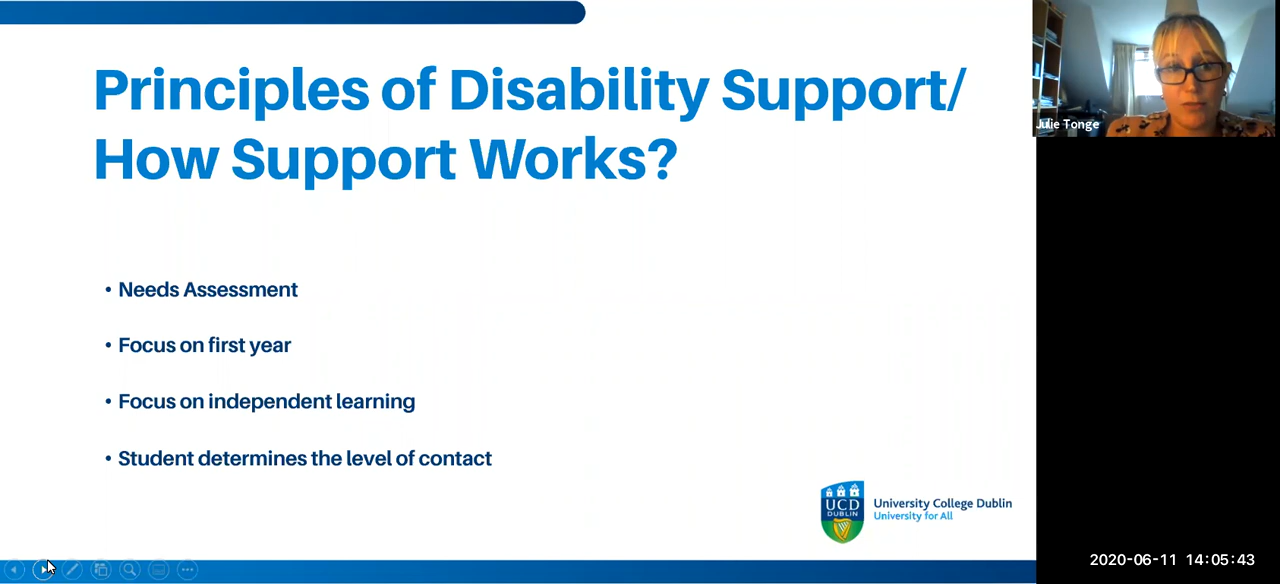 Principles of Disability Support/
How Support Works?
• Needs Assessment
• Focus on first year
• Focus on independent learning
• Student determines the level of contact
UCD
DUBLIN
University College Dublin
University for All
Julie Tonge
2020-06-11 14:05:43